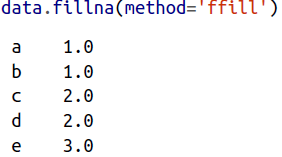 data.fillna(method='ffill')
a 1.0
b 1.0
c 2.0
d 2.0
e 3.0